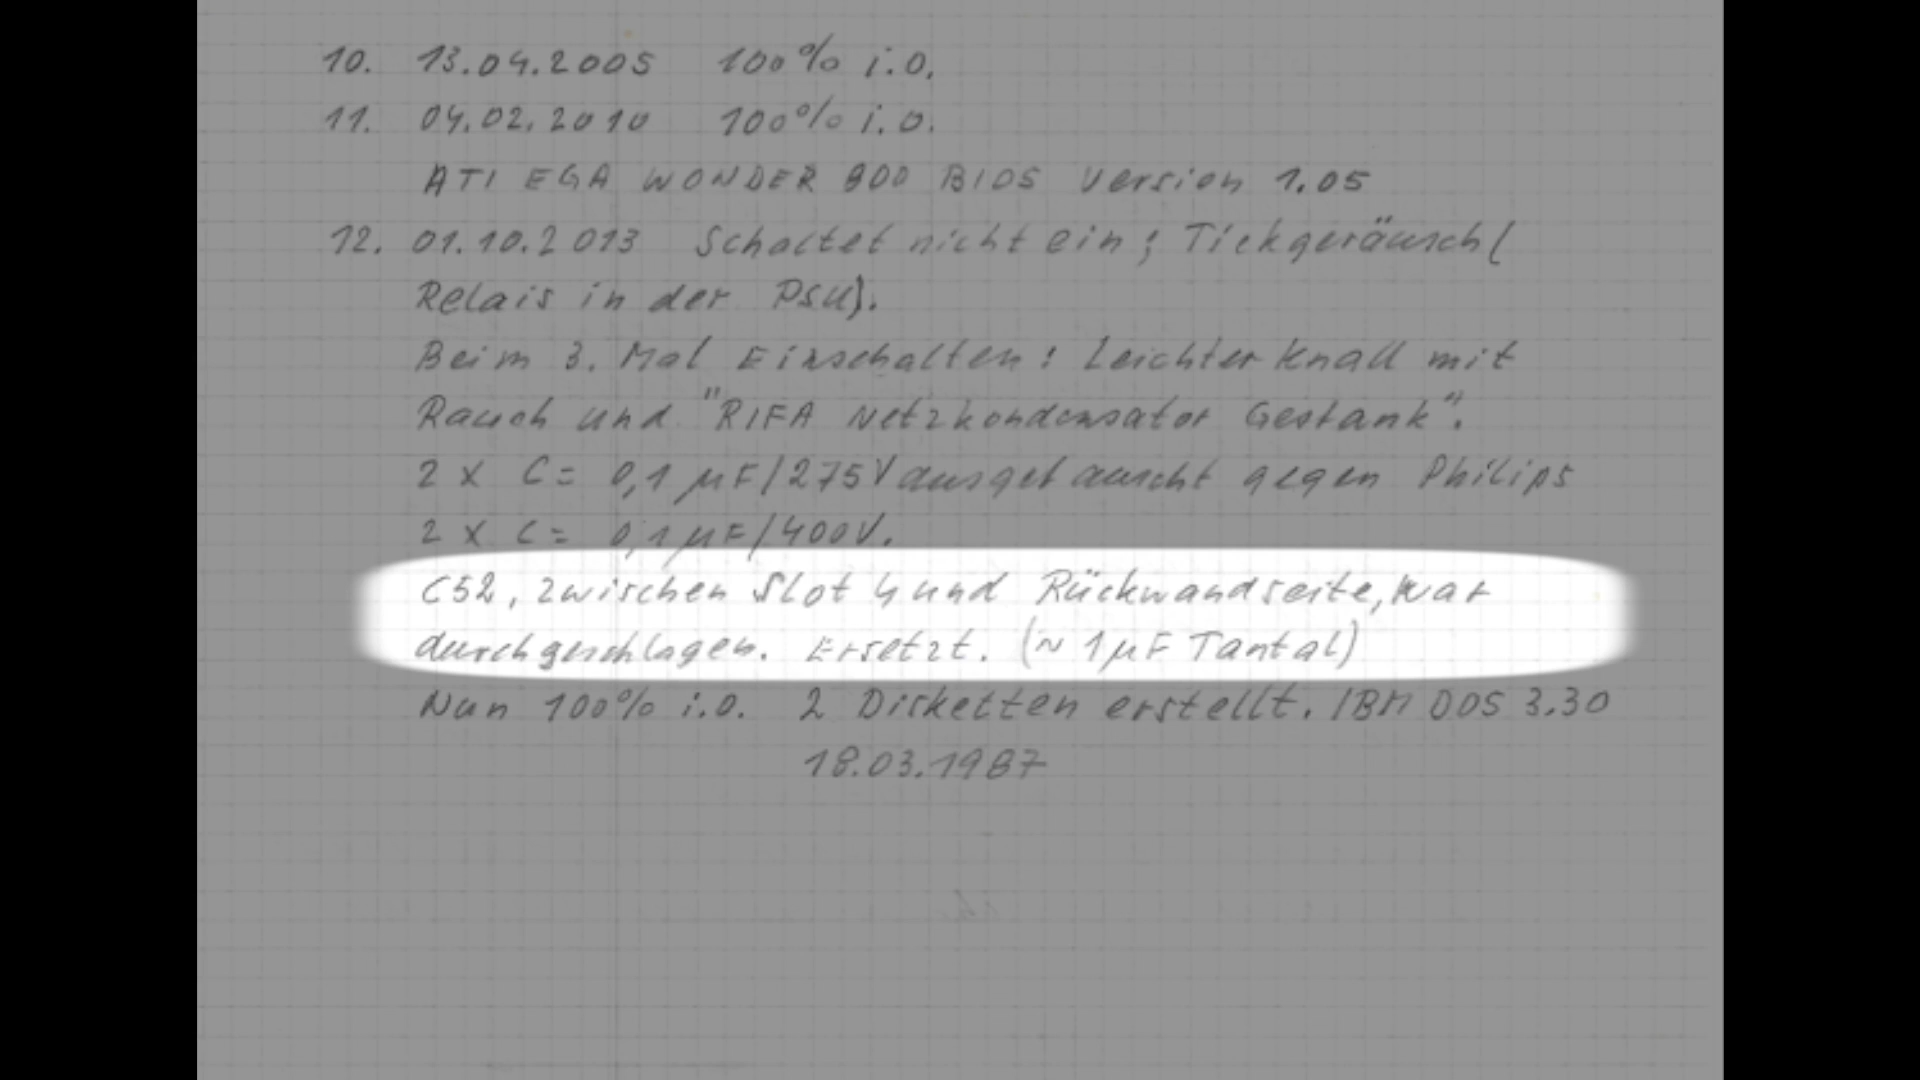 10. 13.04.2005 100% i.O.
11. 04.02.2010 100% i.O.
ATI EGA WONDER 800 BIOS Version 1.05
12. 01.10.2013 Schaltet nicht ein; Tickgeräusch (
Relais in der PSU).
Beim 3. Mal Einschalten: Leichter Knall mit
Rauch und "RIFA Netzkondensator Gestank".
2 x C = 0,1 µF/275V ausgetauscht gegen Philips
2 x C = 0,1 µF/400V.
C52, zwischen Slot 4 und Rückwandseite, war
durchgeschlagen. Ersetzt. (~ 1µF Tantal)
Nun 100% i.O. 2 Disketten erstellt. IBM DOS 3.30
18.03.1987